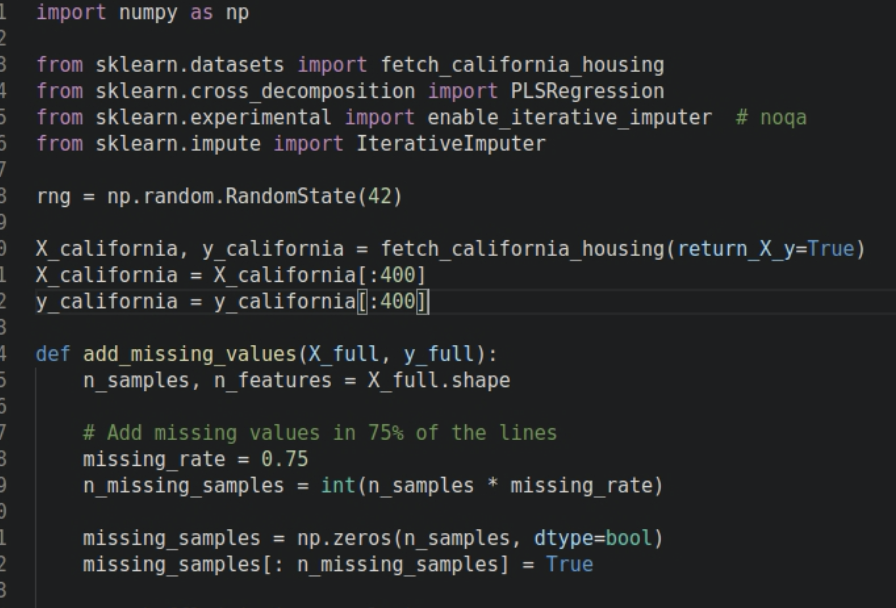 1 import numpy as np
2
3 from sklearn.datasets import fetch_california_housing
4 from sklearn.cross_decomposition import PLSRegression
5 from sklearn.experimental import enable_iterative_imputer  # noqa
6 from sklearn.impute import IterativeImputer
7
8 rng = np.random.RandomState(42)
9
0 X_california, y_california = fetch_california_housing(return_X_y=True)
1 X_california = X_california[:400]
2 y_california = y_california[:400]
3
4 def add_missing_values(X_full, y_full):
5     n_samples, n_features = X_full.shape
6
7     # Add missing values in 75% of the lines
8     missing_rate = 0.75
9     n_missing_samples = int(n_samples * missing_rate)
0
1     missing_samples = np.zeros(n_samples, dtype=bool)
2     missing_samples[: n_missing_samples] = True
3